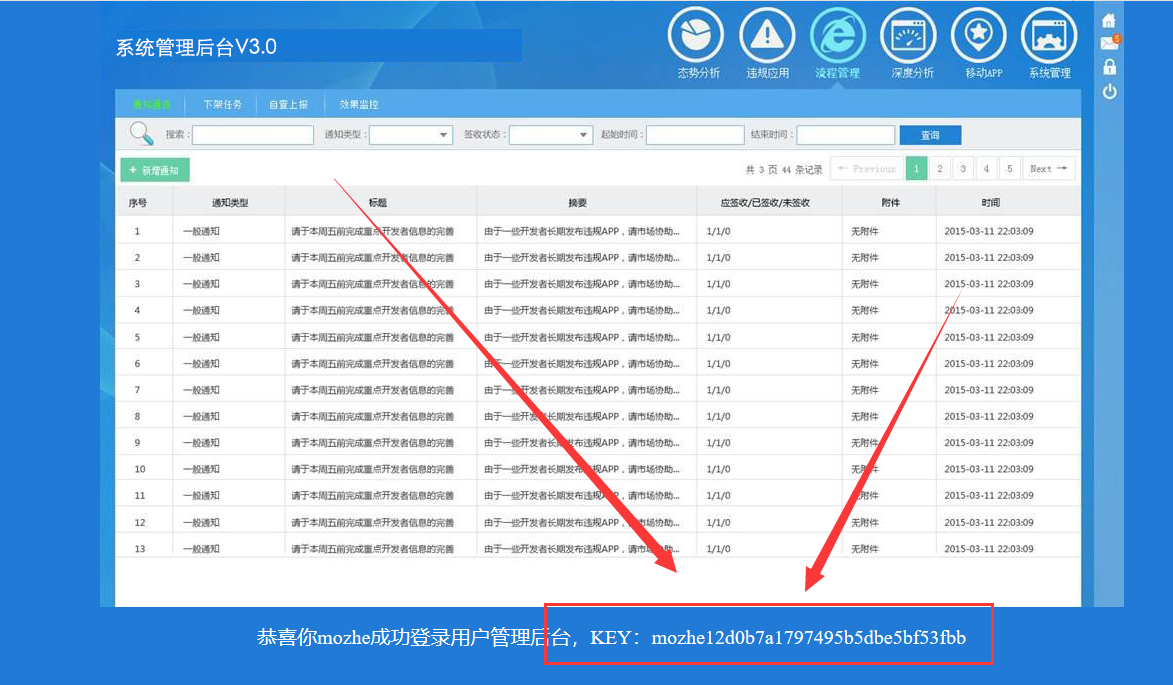 系统管理后台V3.0
态势分析 违规应用 流程管理 深度分析 移动APP 系统管理
5
通知通告 下架任务 自查上报 效果监控
搜索： 通知类型： 签收状态： 起始时间： 结束时间： 查询
+ 新增通知 共 3 页 44 条记录 ← Previous 1 2 3 4 5 Next →
序号 通知类型 标题 摘要 应签收/已签收/未签收 附件 时间
1 一般通知 请于本周五前完成重点开发者信息的完善 由于一些开发者长期发布违规APP，请市场协助... 1/1/0 无附件 2015-03-11 22:03:09
2 一般通知 请于本周五前完成重点开发者信息的完善 由于一些开发者长期发布违规APP，请市场协助... 1/1/0 无附件 2015-03-11 22:03:09
3 一般通知 请于本周五前完成重点开发者信息的完善 由于一些开发者长期发布违规APP，请市场协助... 1/1/0 无附件 2015-03-11 22:03:09
4 一般通知 请于本周五前完成重点开发者信息的完善 由于一些开发者长期发布违规APP，请市场协助... 1/1/0 无附件 2015-03-11 22:03:09
5 一般通知 请于本周五前完成重点开发者信息的完善 由于一些开发者长期发布违规APP，请市场协助... 1/1/0 无附件 2015-03-11 22:03:09
6 一般通知 请于本周五前完成重点开发者信息的完善 由于一些开发者长期发布违规APP，请市场协助... 1/1/0 无附件 2015-03-11 22:03:09
7 一般通知 请于本周五前完成重点开发者信息的完善 由于一些开发者长期发布违规APP，请市场协助... 1/1/0 无附件 2015-03-11 22:03:09
8 一般通知 请于本周五前完成重点开发者信息的完善 由于一些开发者长期发布违规APP，请市场协助... 1/1/0 无附件 2015-03-11 22:03:09
9 一般通知 请于本周五前完成重点开发者信息的完善 由于一些开发者长期发布违规APP，请市场协助... 1/1/0 无附件 2015-03-11 22:03:09
10 一般通知 请于本周五前完成重点开发者信息的完善 由于一些开发者长期发布违规APP，请市场协助... 1/1/0 无附件 2015-03-11 22:03:09
11 一般通知 请于本周五前完成重点开发者信息的完善 由于一些开发者长期发布违规APP，请市场协助... 1/1/0 无附件 2015-03-11 22:03:09
12 一般通知 请于本周五前完成重点开发者信息的完善 由于一些开发者长期发布违规APP，请市场协助... 1/1/0 无附件 2015-03-11 22:03:09
13 一般通知 请于本周五前完成重点开发者信息的完善 由于一些开发者长期发布违规APP，请市场协助... 1/1/0 无附件 2015-03-11 22:03:09
恭喜你mozhe成功登录用户管理后台，KEY：mozhe12d0b7a1797495b5dbe5bf53fbb